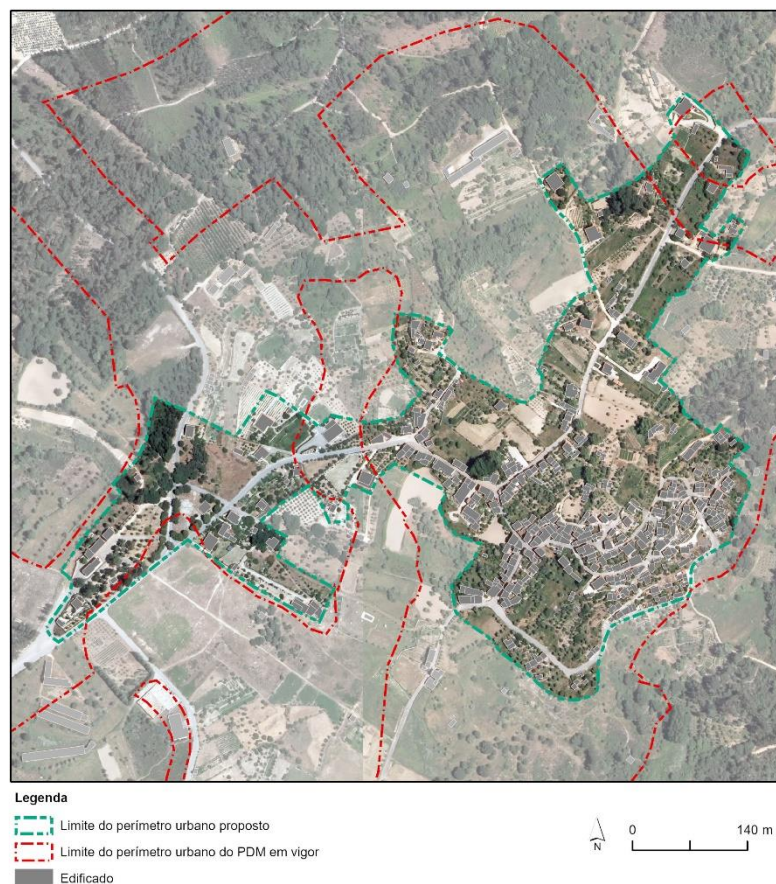 Legenda
Limite do perímetro urbano proposto
Limite do perímetro urbano do PDM em vigor
Edificado
N
0 140 m